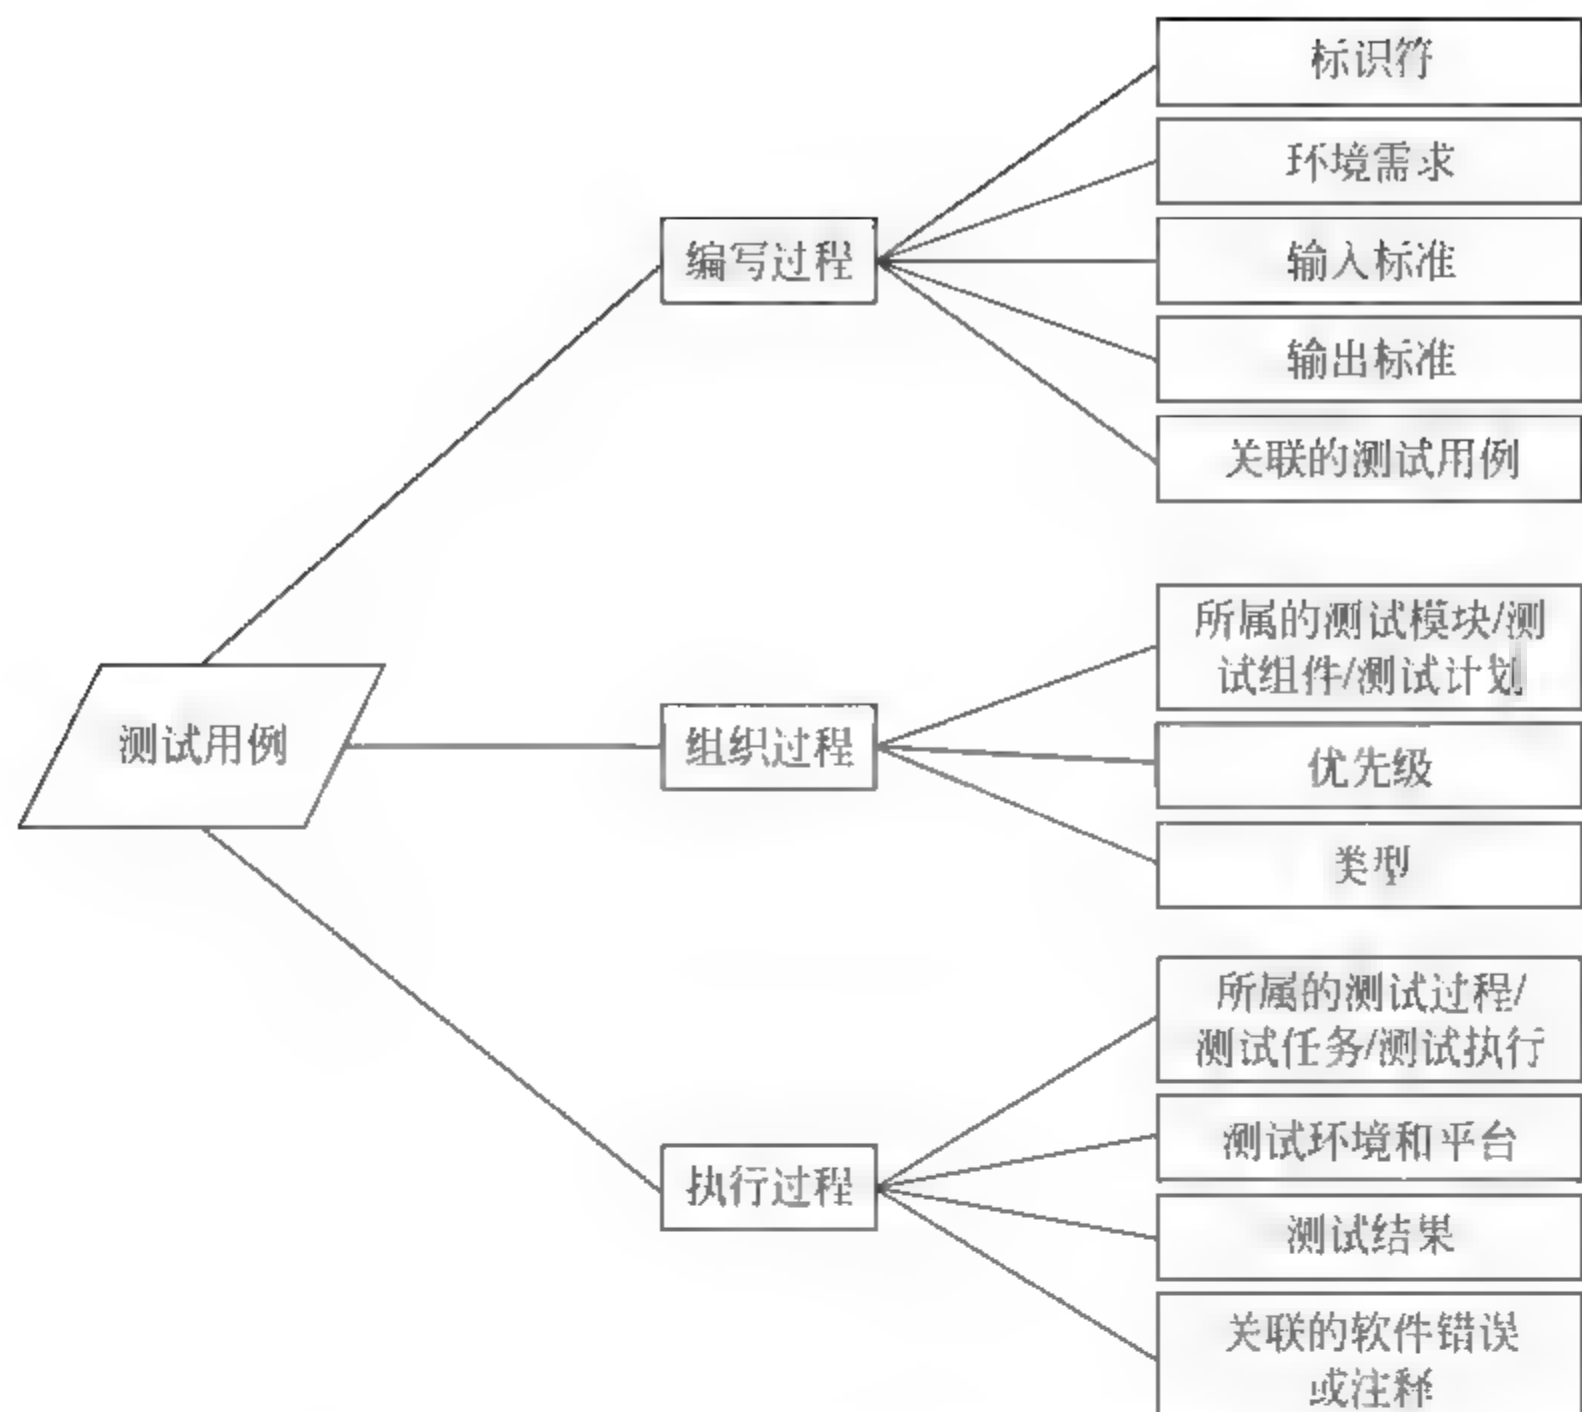 标识符
环境需求
编写过程
输入标准
输出标准
关联的测试用例
所属的测试模块/测
试组件/测试计划
测试用例
组织过程
优先级
类型
所属的测试过程/
测试任务/测试执行
测试环境和平台
执行过程
测试结果
关联的软件错误
或注释